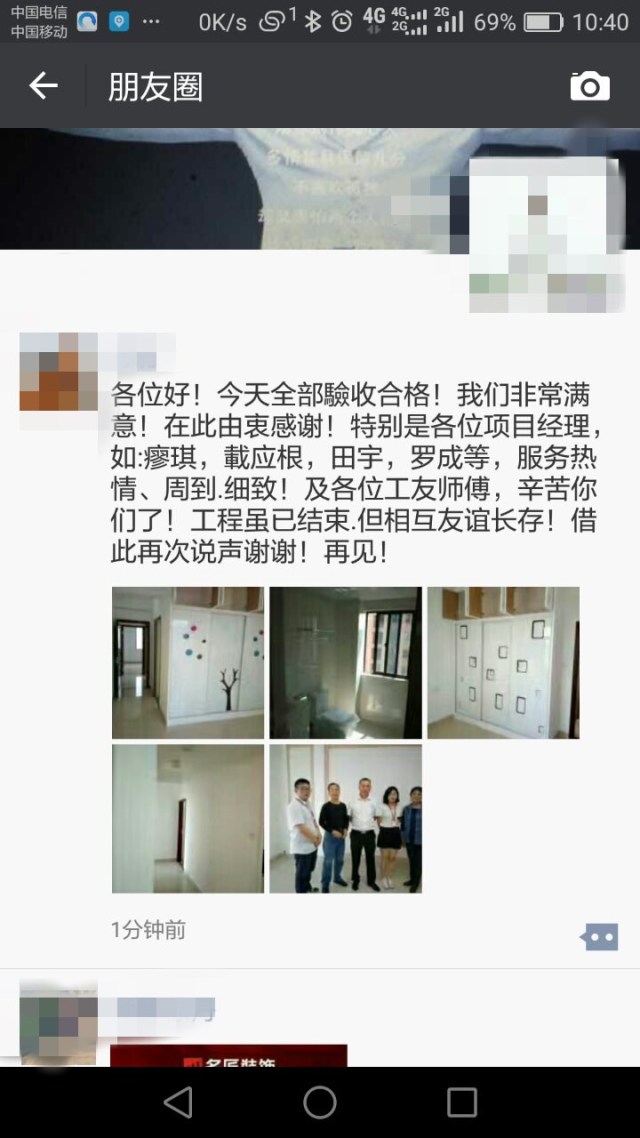 中国电信
中国移动
0K/s 1 4G 4G 2G 2G 69% 10:40
朋友圈
各位好！今天全部驗收合格！我们非常满
意！在此由衷感谢！特别是各位项目经理，
如:瘳琪，載应根，田宇，罗成等，服务热
情、周到.细致！及各位工友师傅，辛苦你
们了！工程虽已结束.但相互友谊长存！借
此再次说声谢谢！再见！
1分钟前
名匠装饰